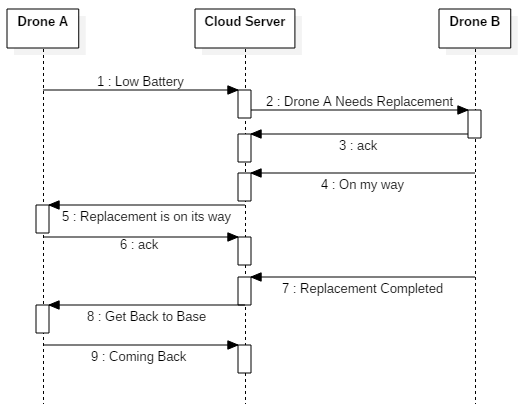 Drone A
Cloud Server
Drone B
1 : Low Battery
2 : Drone A Needs Replacement
3 : ack
4 : On my way
5 : Replacement is on its way
6 : ack
7 : Replacement Completed
8 : Get Back to Base
9 : Coming Back